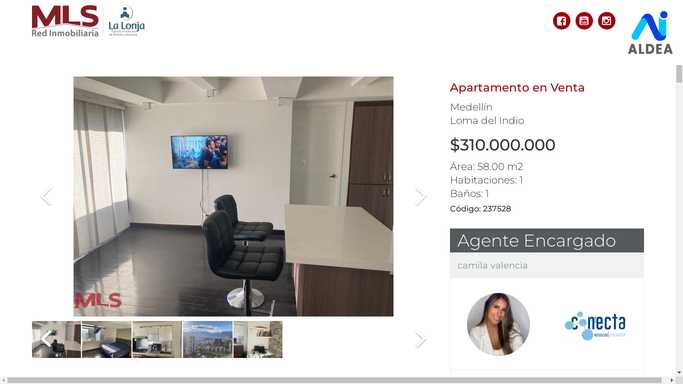 MLS
Red Inmobiliaria
La Lonja
ALDEA
Apartamento en Venta
Medellín
Loma del Indio
$310.000.000
Área: 58.00 m2
Habitaciones: 1
Baños: 1
Código: 237528
MLS
Agente Encargado
camila valencia
conecta